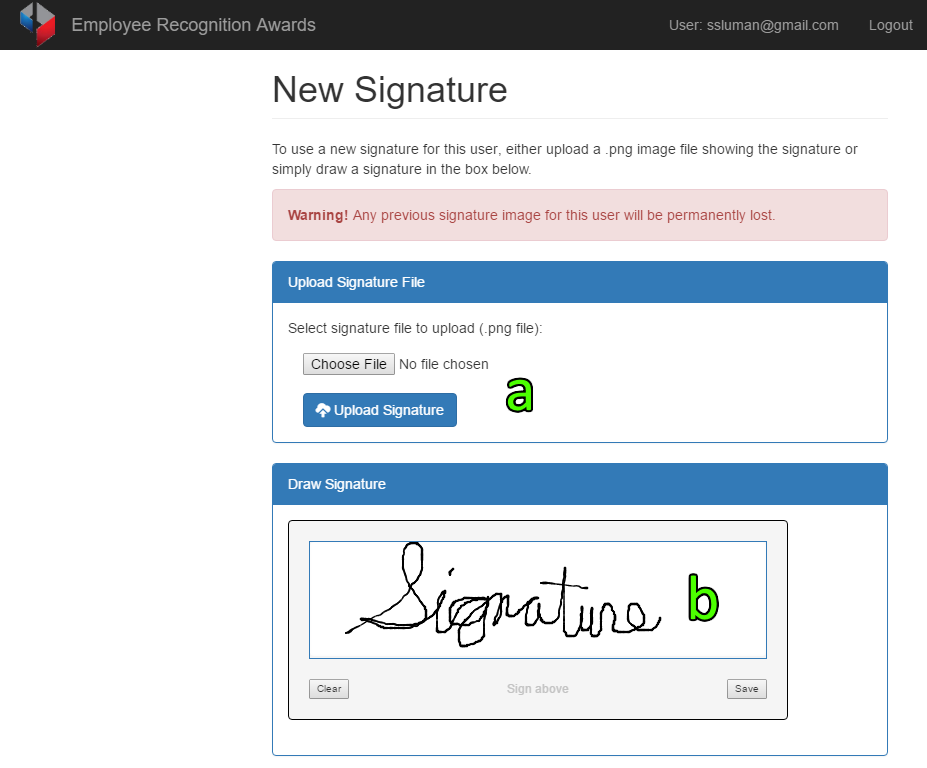 Employee Recognition Awards User: ssluman@gmail.com Logout
New Signature
To use a new signature for this user, either upload a .png image file showing the signature or
simply draw a signature in the box below.
Warning! Any previous signature image for this user will be permanently lost.
Upload Signature File
Select signature file to upload (.png file):
Choose File No file chosen
a
Upload Signature
Draw Signature
Signature b
Clear Sign above Save